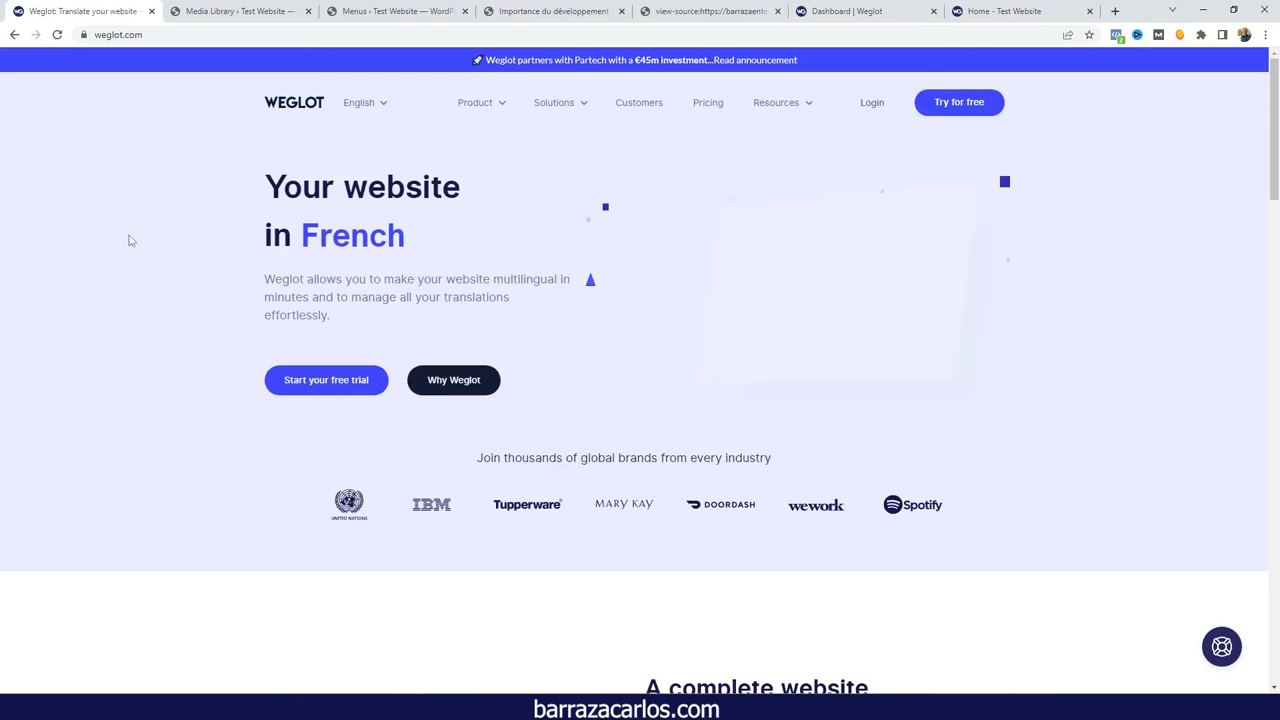 Weglot: Translate your website
Media Library ‹ Test Website —
Menus ‹ Test Website — WordP
Importance du développement
view-source:https://barrazaent
Dashboard | Weglot
Home - Test Website
weglot.com
2
Weglot partners with Partech with a €45m investment...Read announcement
WEGLOT
English
Product
Solutions
Customers
Pricing
Resources
Login
Try for free
Your website
in French
Weglot allows you to make your website multilingual in
minutes and to manage all your translations
effortlessly.
Start your free trial
Why Weglot
Join thousands of global brands from every industry
UNITED NATIONS
IBM
Tupperware®
MARY KAY
DOORDASH
wework
Spotify
A complete website
barrazacarlos.com